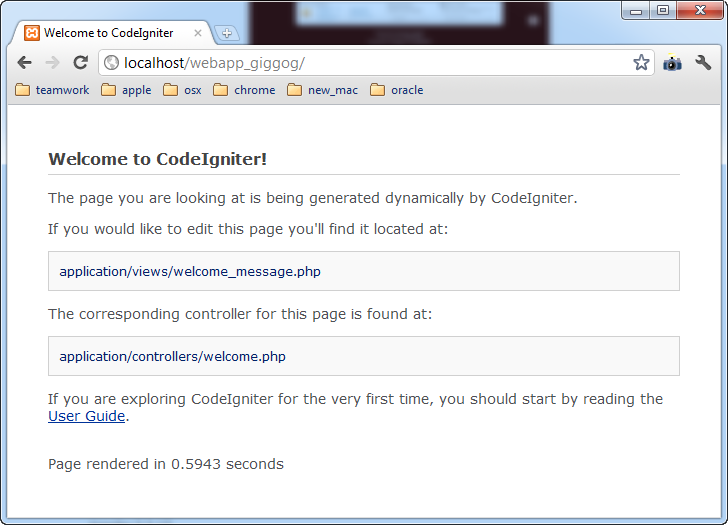 Welcome to CodeIgniter
localhost/webapp_giggog/
teamwork apple osx chrome new_mac oracle
Welcome to CodeIgniter!
The page you are looking at is being generated dynamically by CodeIgniter.
If you would like to edit this page you'll find it located at:
application/views/welcome_message.php
The corresponding controller for this page is found at:
application/controllers/welcome.php
If you are exploring CodeIgniter for the very first time, you should start by reading the
User Guide.
Page rendered in 0.5943 seconds